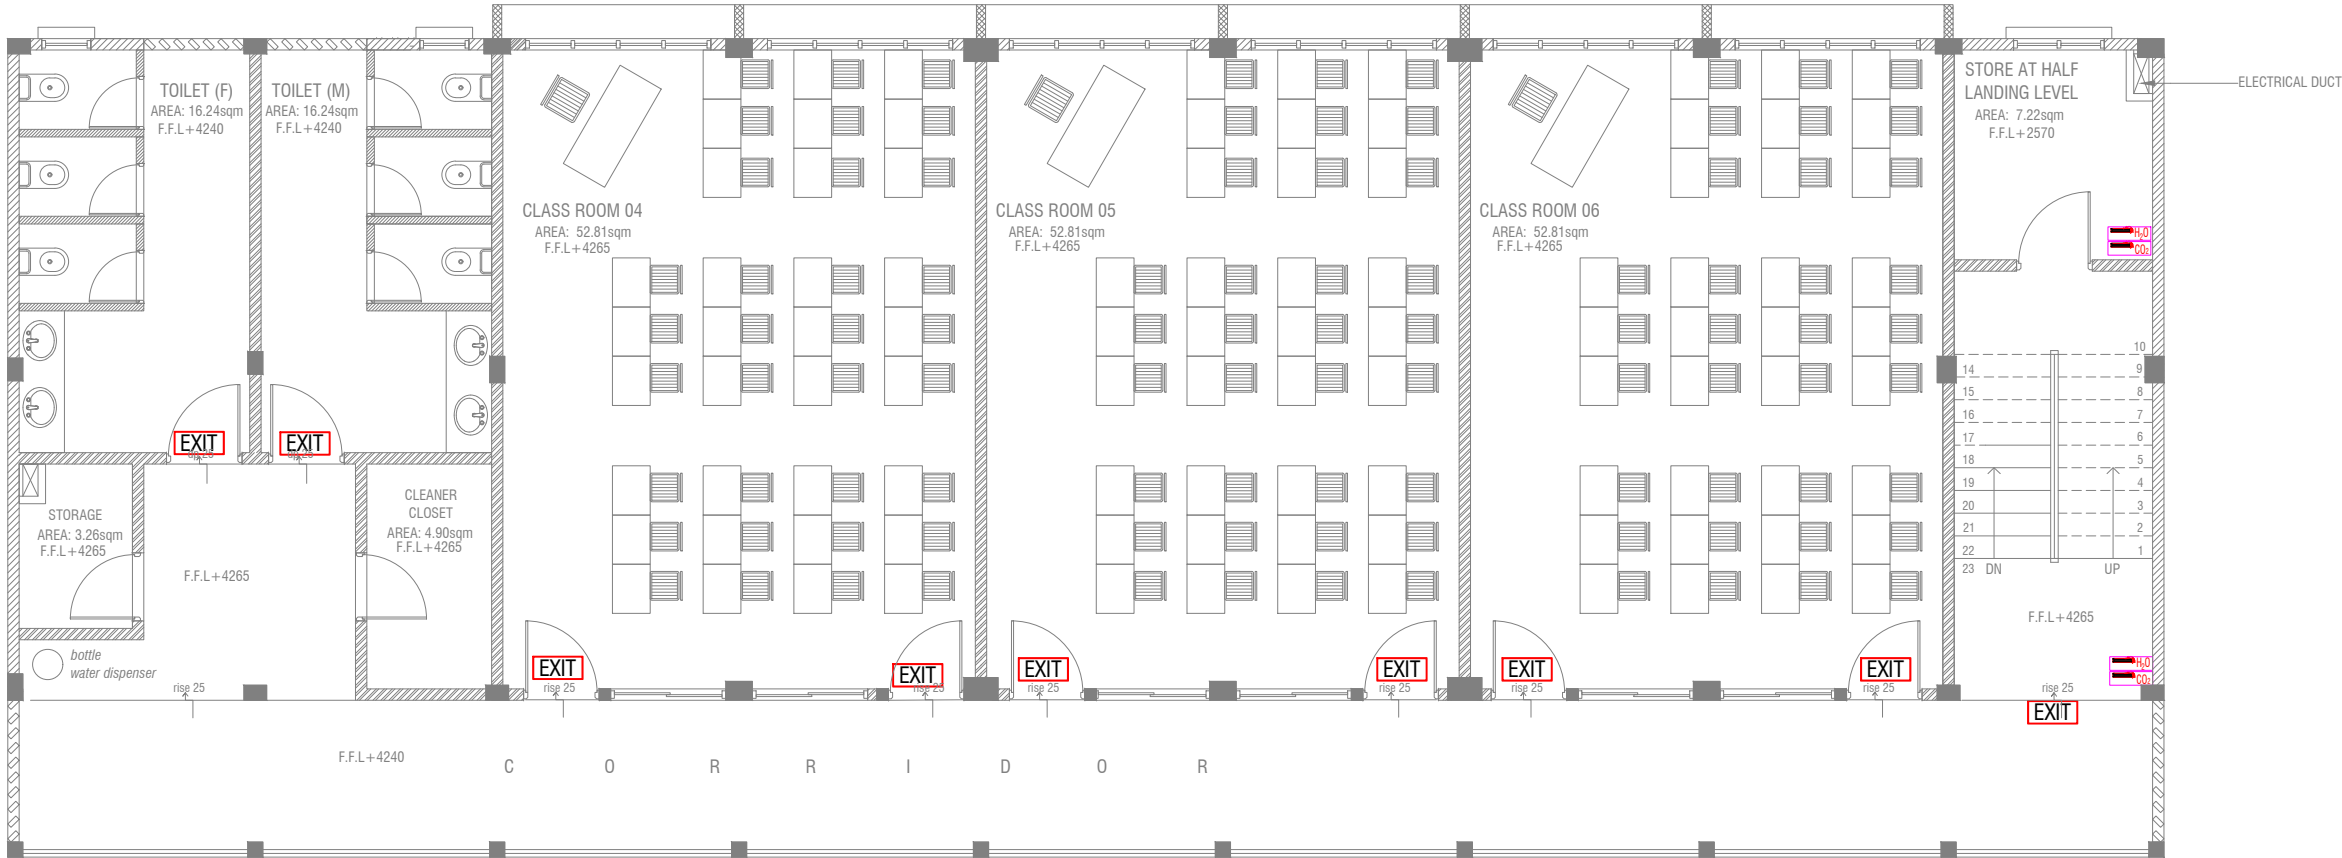 TOILET (F)
AREA: 16.24sqm
F.F.L+4240
TOILET (M)
AREA: 16.24sqm
F.F.L+4240
STORE AT HALF
LANDING LEVEL
AREA: 7.22sqm
F.F.L+2570
ELECTRICAL DUCT
CLASS ROOM 04
AREA: 52.81sqm
F.F.L+4265
CLASS ROOM 05
AREA: 52.81sqm
F.F.L+4265
CLASS ROOM 06
AREA: 52.81sqm
F.F.L+4265
H₂O
CO₂
10
14
9
15
8
16
7
17
6
18
5
19
4
20
3
21
2
22
1
23 DN
UP
EXIT
EXIT
STORAGE
AREA: 3.26sqm
F.F.L+4265
CLEANER
CLOSET
AREA: 4.90sqm
F.F.L+4265
F.F.L+4265
F.F.L+4265
bottle
water dispenser
rise 25
EXIT
rise 25
EXIT
rise 25
EXIT
rise 25
EXIT
rise 25
EXIT
rise 25
EXIT
rise 25
H₂O
CO₂
rise 25
EXIT
F.F.L+4240
C O R R I D O R